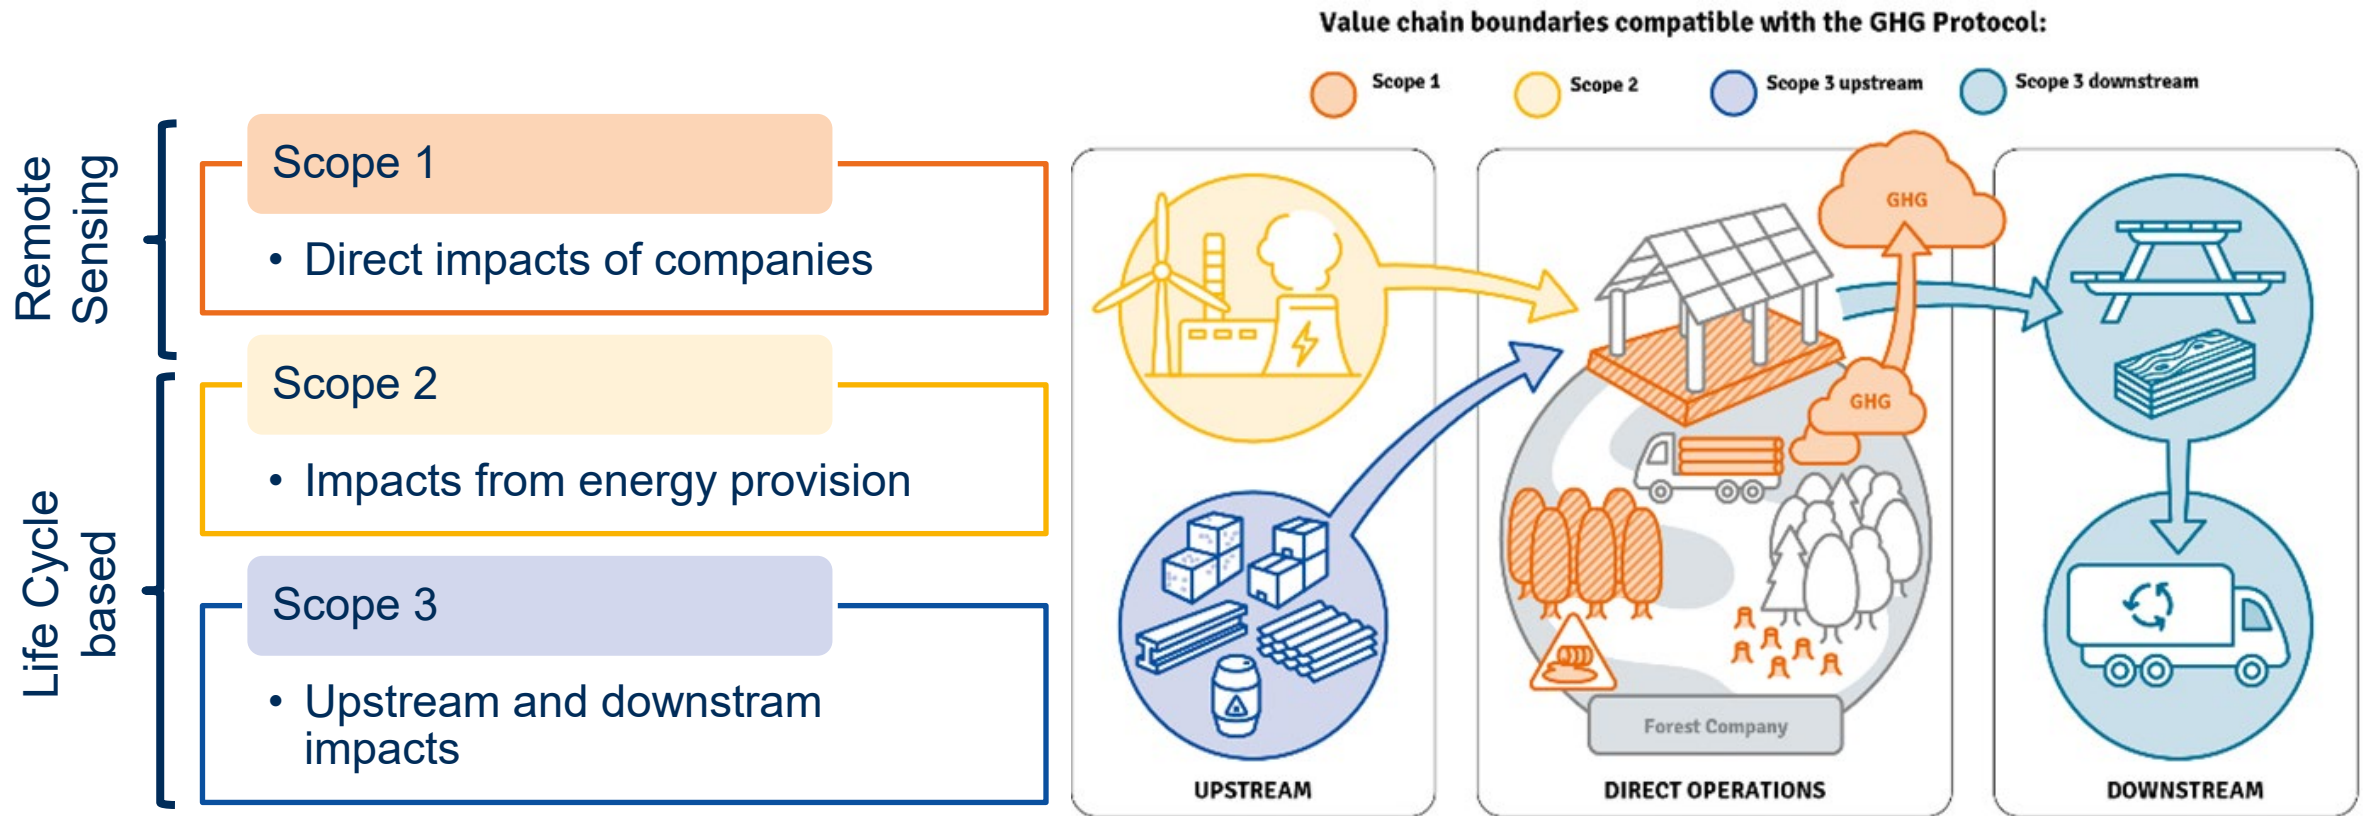 Remote
Sensing
Scope 1
• Direct impacts of companies
Life Cycle
based
Scope 2
• Impacts from energy provision
Scope 3
• Upstream and downstram
impacts
Value chain boundaries compatible with the GHG Protocol:
Scope 1
Scope 2
Scope 3 upstream
Scope 3 downstream
GHG
GHG
Forest Company
UPSTREAM
DIRECT OPERATIONS
DOWNSTREAM